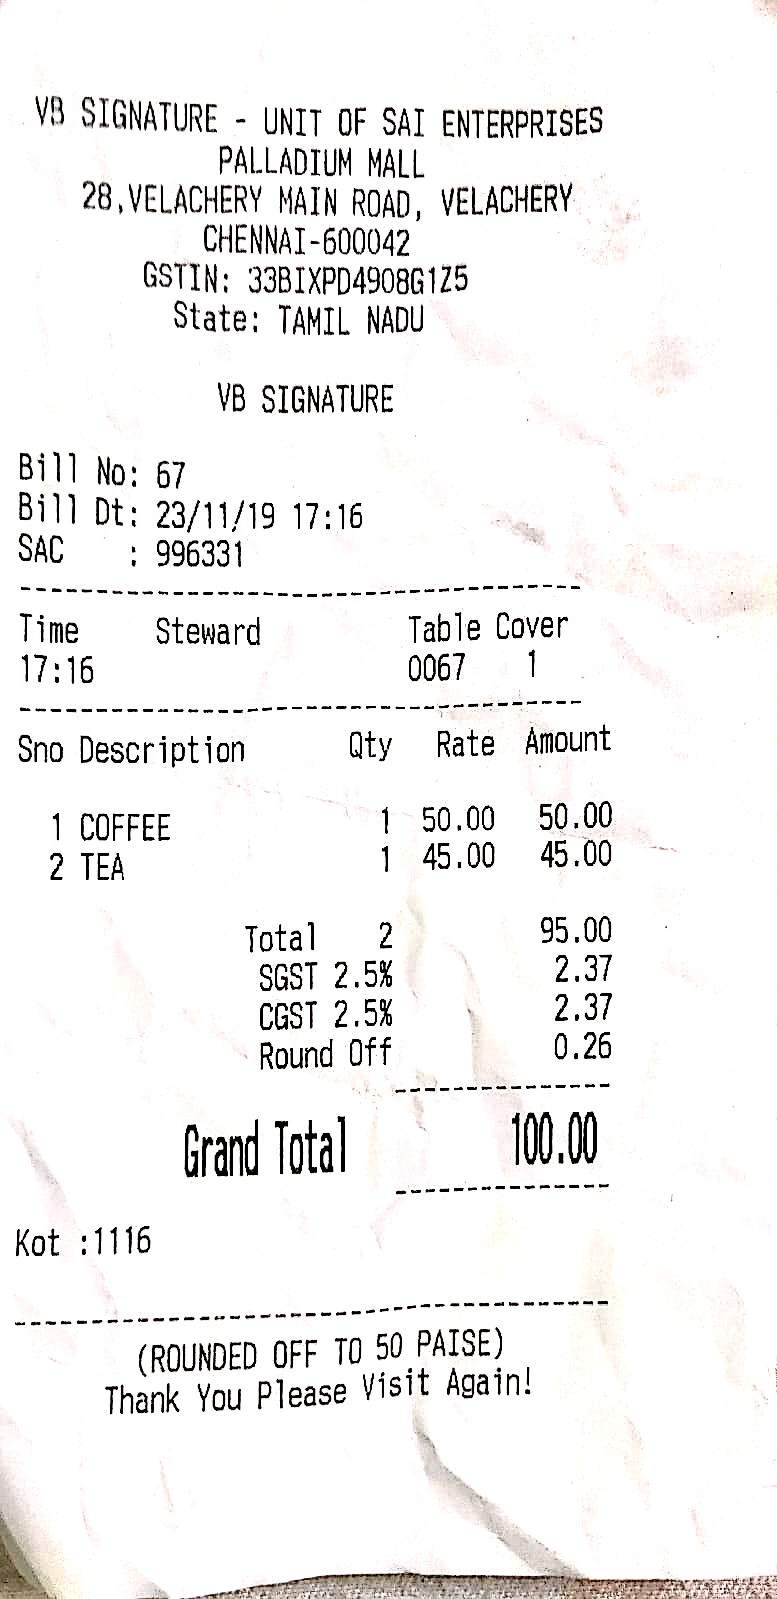 VB SIGNATURE - UNIT OF SAI ENTERPRISES
PALLADIUM MALL
28,VELACHERY MAIN ROAD, VELACHERY
CHENNAI-600042
GSTIN: 33BIXPD4908G1Z5
State: TAMIL NADU
VB SIGNATURE
Bill No: 67
Bill Dt: 23/11/19 17:16
SAC : 996331
Time Steward Table Cover
17:16 0067 1
Sno Description Qty Rate Amount
1 COFFEE 1 50.00 50.00
2 TEA 1 45.00 45.00
Total 2 95.00
SGST 2.5% 2.37
CGST 2.5% 2.37
Round Off 0.26
Grand Total 100.00
Kot :1116
(ROUNDED OFF TO 50 PAISE)
Thank You Please Visit Again!